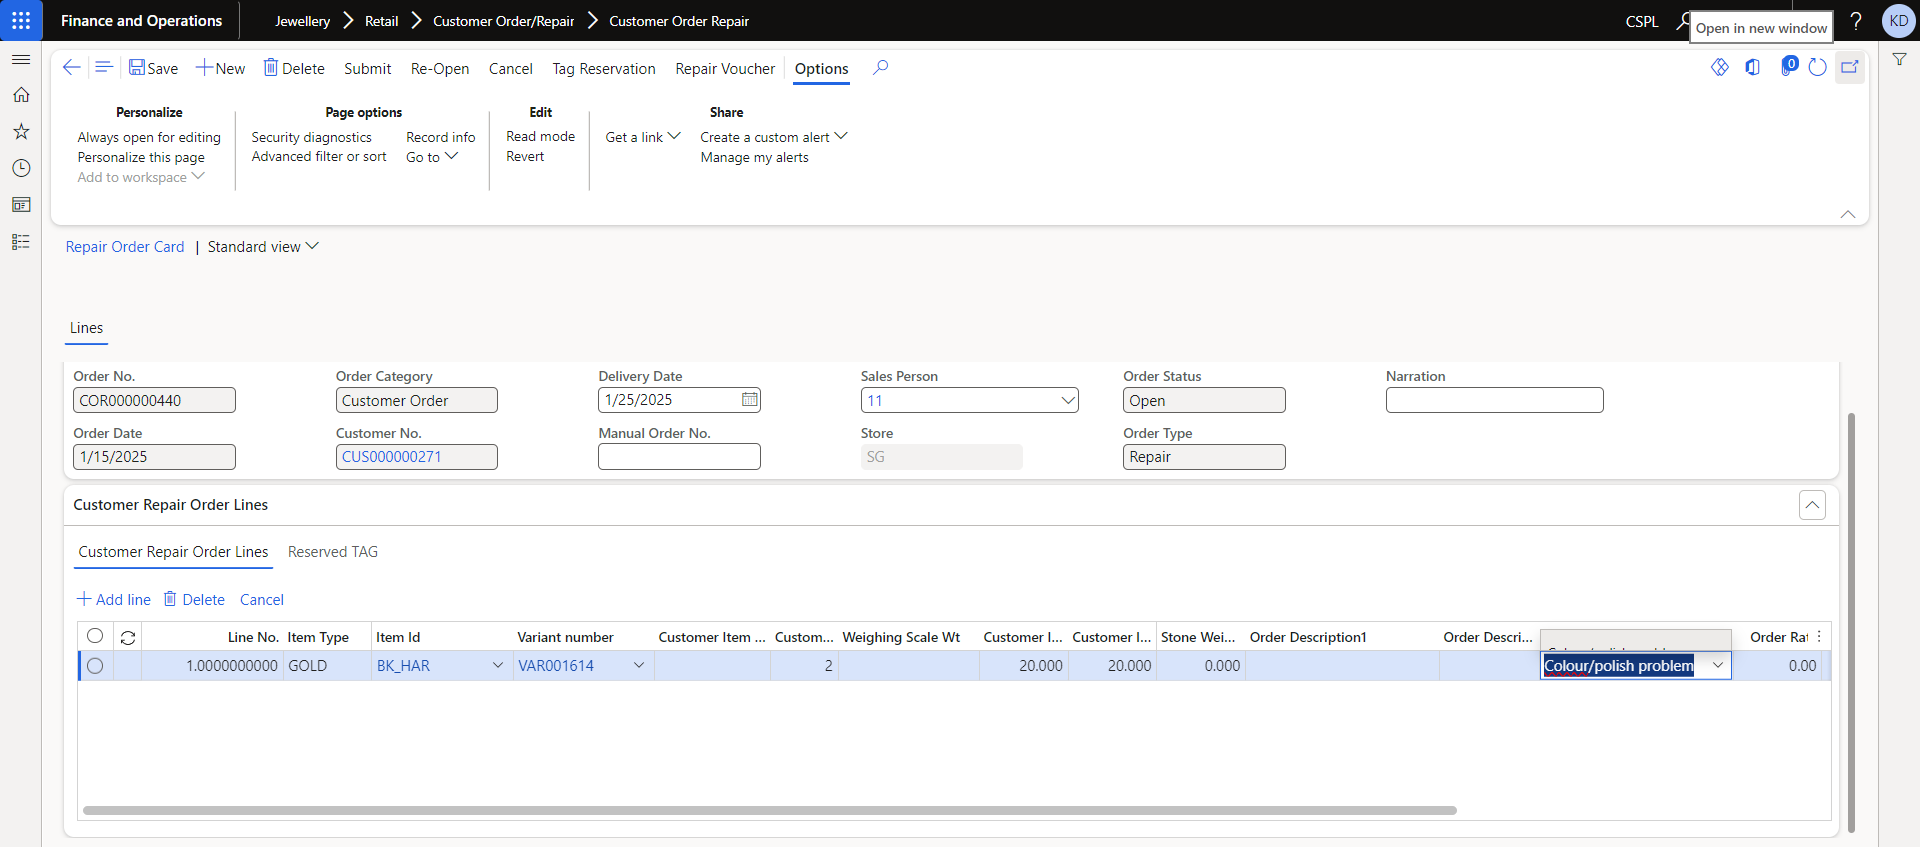 Finance and Operations
Jewellery
Retail
Customer Order/Repair
Customer Order Repair
CSPL
Open in new window
?
KD
Save
New
Delete
Submit
Re-Open
Cancel
Tag Reservation
Repair Voucher
Options
0
Personalize
Always open for editing
Personalize this page
Add to workspace
Page options
Security diagnostics
Advanced filter or sort
Record info
Go to
Edit
Read mode
Revert
Share
Get a link
Create a custom alert
Manage my alerts
Repair Order Card | Standard view
Lines
Order No.
COR000000440
Order Category
Customer Order
Delivery Date
1/25/2025
Sales Person
11
Order Status
Open
Narration
Order Date
1/15/2025
Customer No.
CUS000000271
Manual Order No.
Store
SG
Order Type
Repair
Customer Repair Order Lines
Customer Repair Order Lines
Reserved TAG
Add line
Delete
Cancel
Line No. Item Type Item Id Variant number Customer Item ... Custom... Weighing Scale Wt Customer I... Customer I... Stone Wei... Order Description1 Order Descri... Order Rat
1.0000000000 GOLD BK_HAR VAR001614 2 20.000 20.000 0.000 Colour/polish problem 0.00